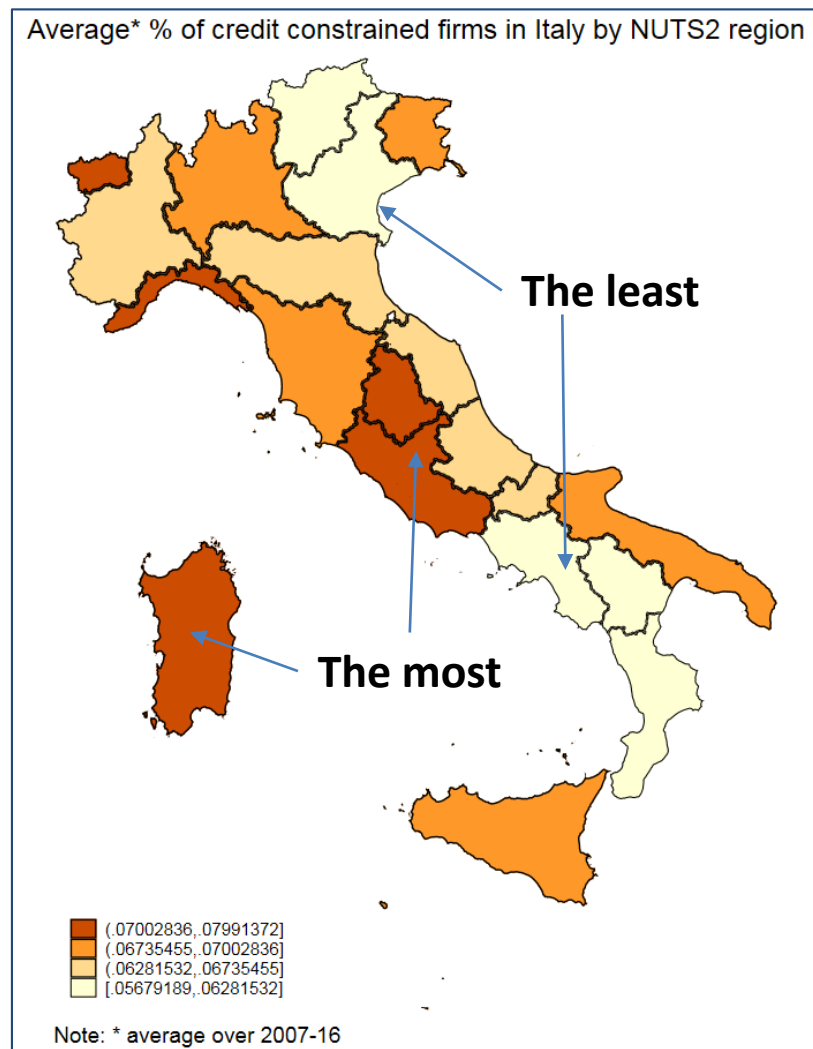 Average* % of credit constrained firms in Italy by NUTS2 region
The least
The most
(.07002836,.07991372]
(.06735455,.07002836]
(.06281532,.06735455]
[.05679189,.06281532]
Note: * average over 2007-16